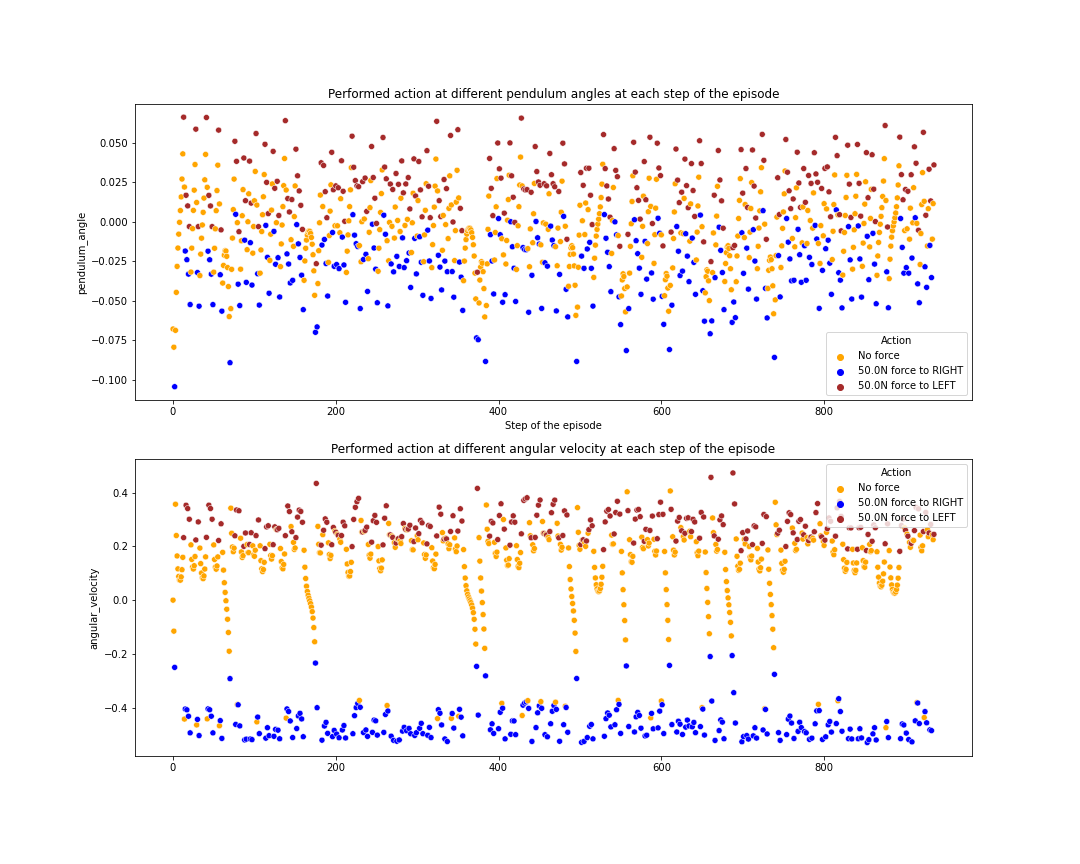 Performed action at different pendulum angles at each step of the episode
pendulum_angle
0.050
0.025
0.000
−0.025
−0.050
−0.075
−0.100
Action
No force
50.0N force to RIGHT
50.0N force to LEFT
0
200
400
600
800
Step of the episode
Performed action at different angular velocity at each step of the episode
angular_velocity
0.4
0.2
0.0
−0.2
−0.4
Action
No force
50.0N force to RIGHT
50.0N force to LEFT
0
200
400
600
800